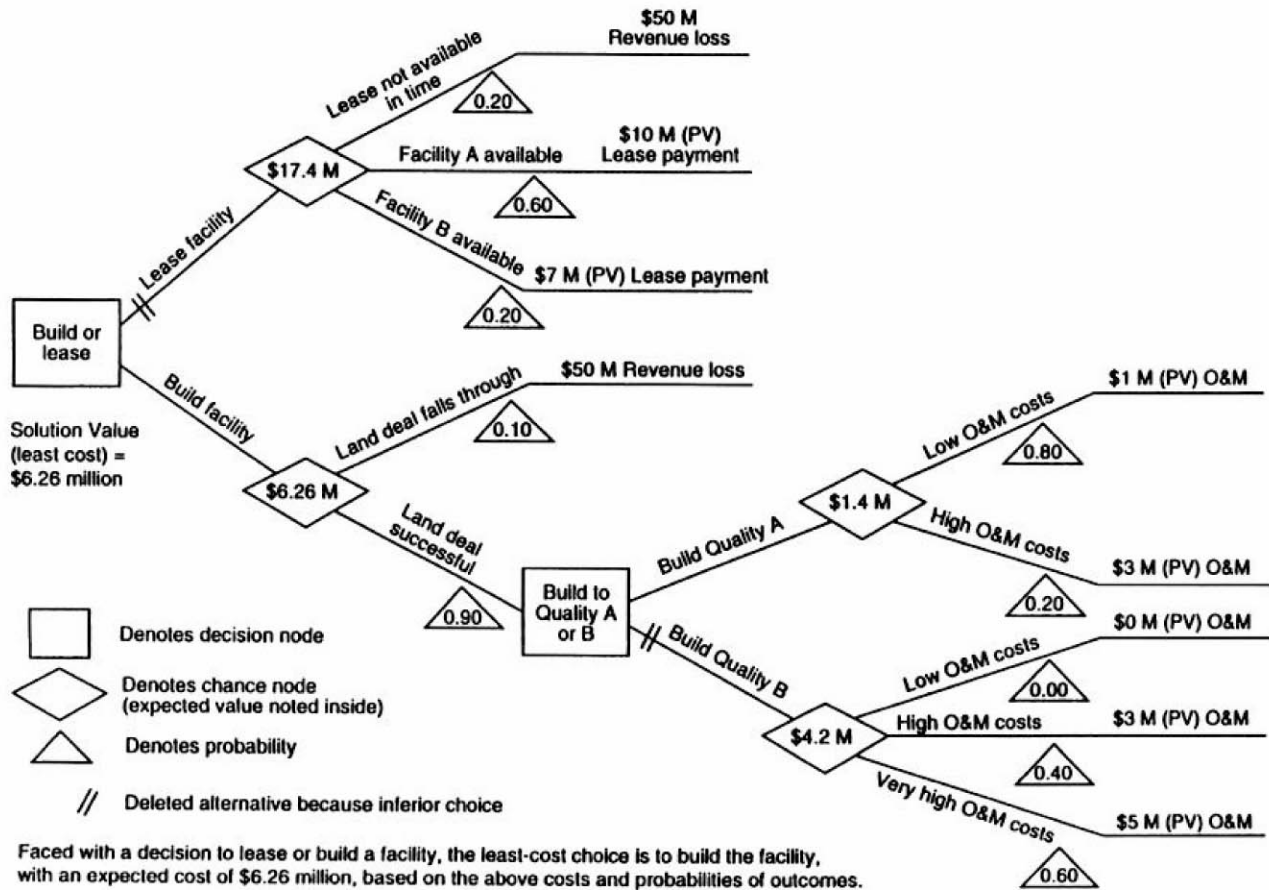 $50 M
Revenue loss
Lease not available
in time
0.20
$10 M (PV)
Lease payment
Facility A available
$17.4 M
0.60
Lease facility
Facility B available
$7 M (PV) Lease payment
0.20
Build or
lease
Build facility
Land deal falls through
$50 M Revenue loss
0.10
Solution Value
(least cost) =
$6.26 million
$6.26 M
Land deal
successful
0.90
Build to
Quality A
or B
Build Quality A
$1.4 M
Low O&M costs
$1 M (PV) O&M
0.80
High O&M costs
$3 M (PV) O&M
0.20
Build Quality B
$4.2 M
Low O&M costs
$0 M (PV) O&M
0.00
High O&M costs
$3 M (PV) O&M
0.40
Very high O&M costs
$5 M (PV) O&M
0.60
Denotes decision node
Denotes chance node
(expected value noted inside)
Denotes probability
// Deleted alternative because inferior choice
Faced with a decision to lease or build a facility, the least-cost choice is to build the facility,
with an expected cost of $6.26 million, based on the above costs and probabilities of outcomes.